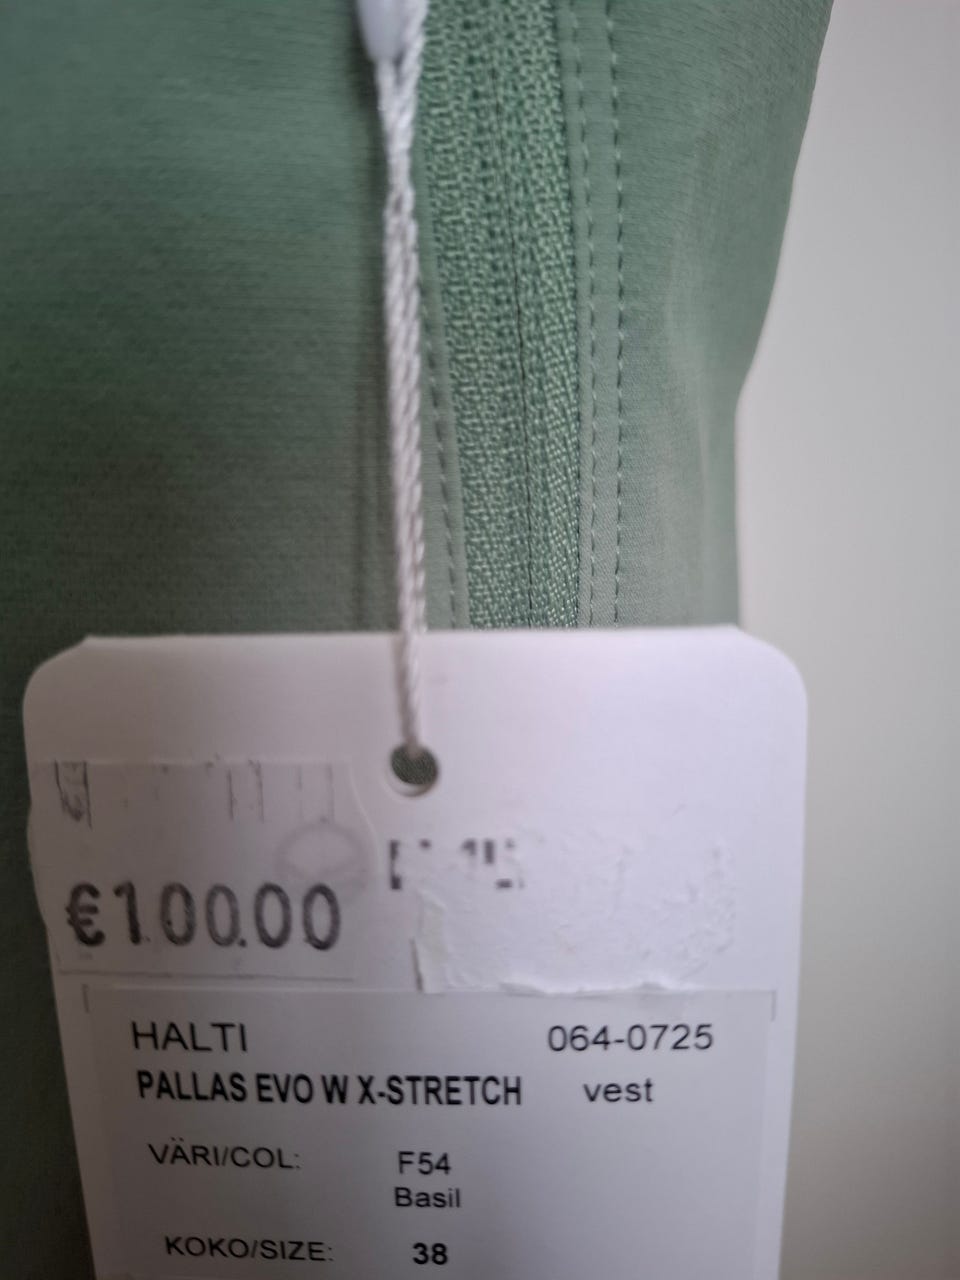 €100.00
HALTI 064-0725
PALLAS EVO W X-STRETCH vest
VÄRI/COL: F54
Basil
KOKO/SIZE: 38